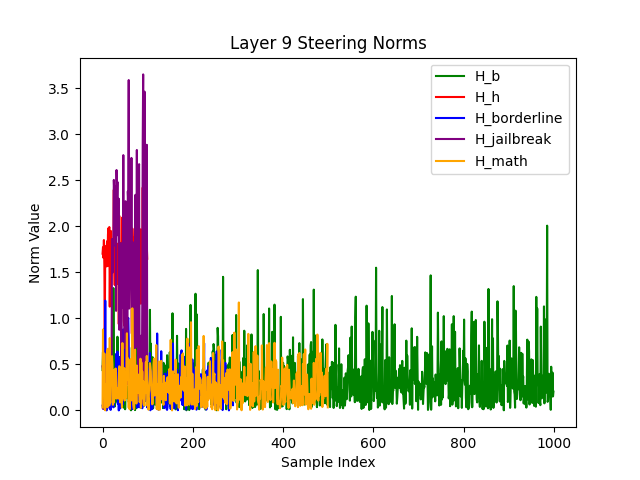 Layer 9 Steering Norms
H_b
H_h
H_borderline
H_jailbreak
H_math
Norm Value
3.5
3.0
2.5
2.0
1.5
1.0
0.5
0.0
0 200 400 600 800 1000
Sample Index